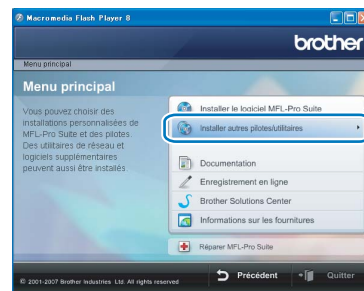 Macromedia Flash Player 8
brother
Menu principal
Menu principal
Vous pouvez choisir des
installations personnalisées de
MFL-Pro Suite et des pilotes.
Des utilitaires de réseau et
logiciels supplémentaires
peuvent aussi être installés.
Installer le logiciel MFL-Pro Suite
Installer autres pilotes/utilitaires
Documentation
Enregistrement en ligne
Brother Solutions Center
Informations sur les fournitures
Réparer MFL-Pro Suite
© 2001-2007 Brother Industries Ltd. All rights reserved
Précédent
Quitter